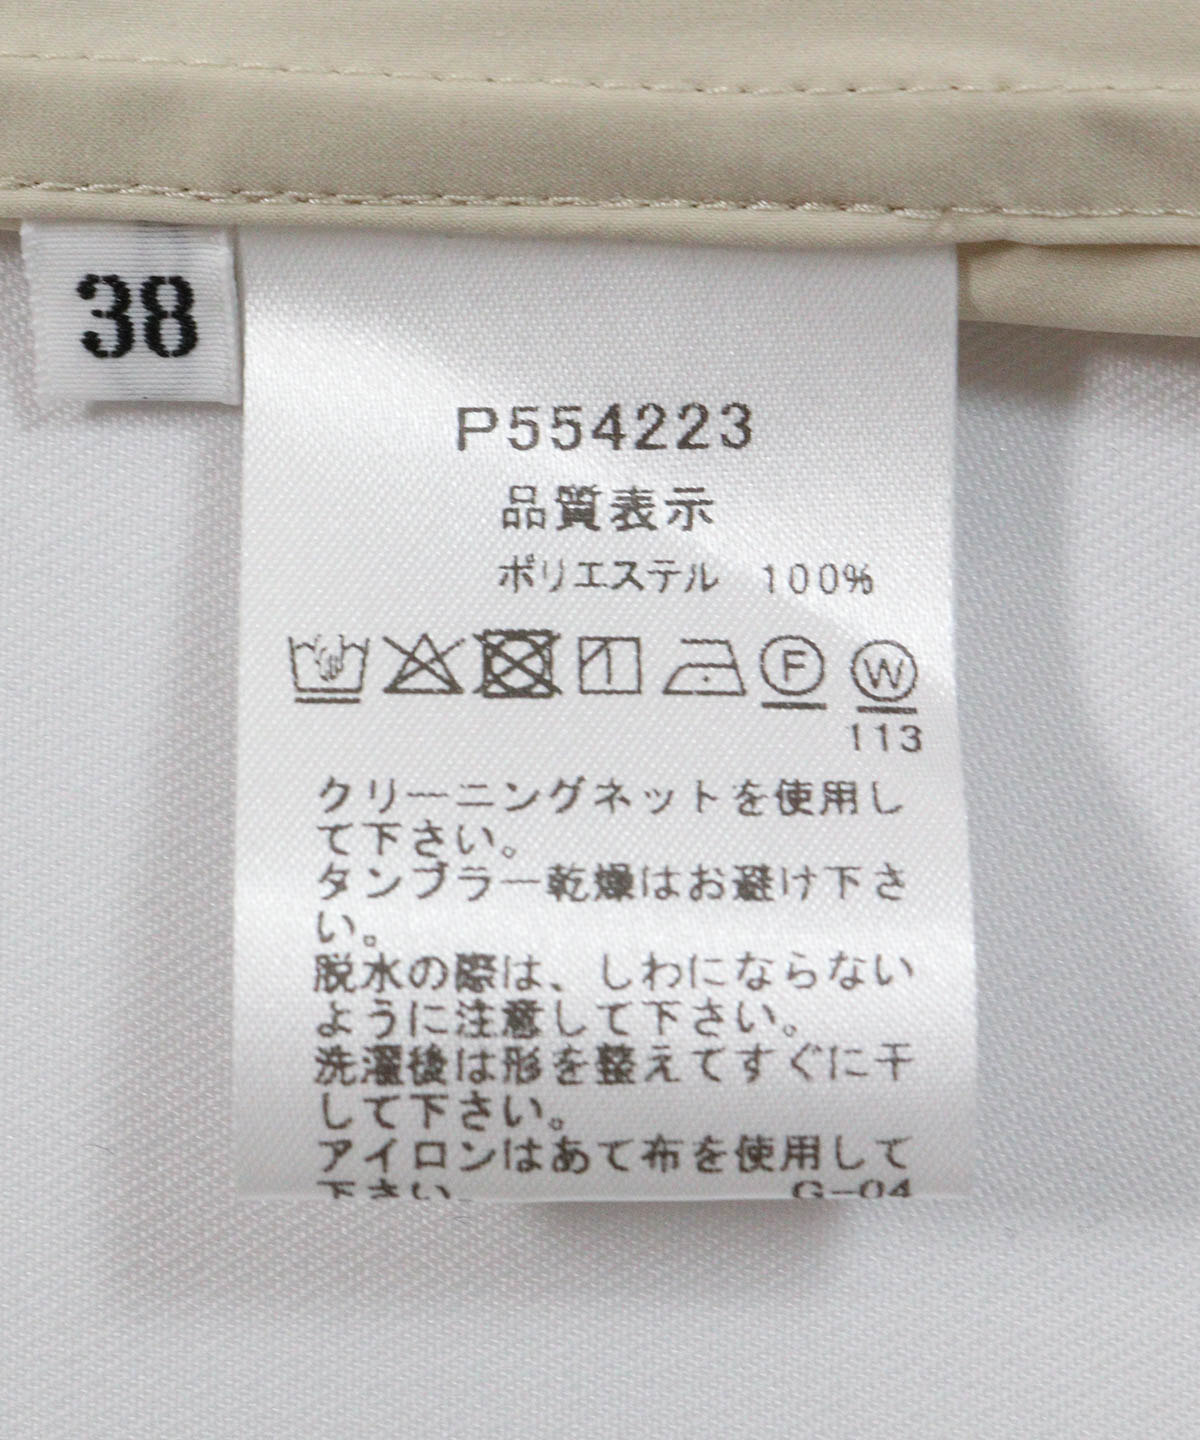 38
P554223
品質表示
ポリエステル 100%
F W
113
クリーニングネットを使用し
て下さい。
タンブラー乾燥はお避け下さ
い。
脱水の際は、しわにならない
ように注意して下さい。
洗濯後は形を整えてすぐに干
して下さい。
アイロンはあて布を使用して
下さい。 G-04